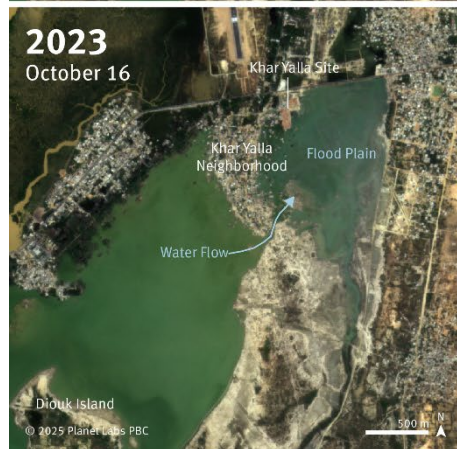 2023
October 16
Khar Yalla Site
Khar Yalla
Neighborhood
Flood Plain
Water Flow
Diouk Island
© 2025 Planet Labs PBC
500 m
N